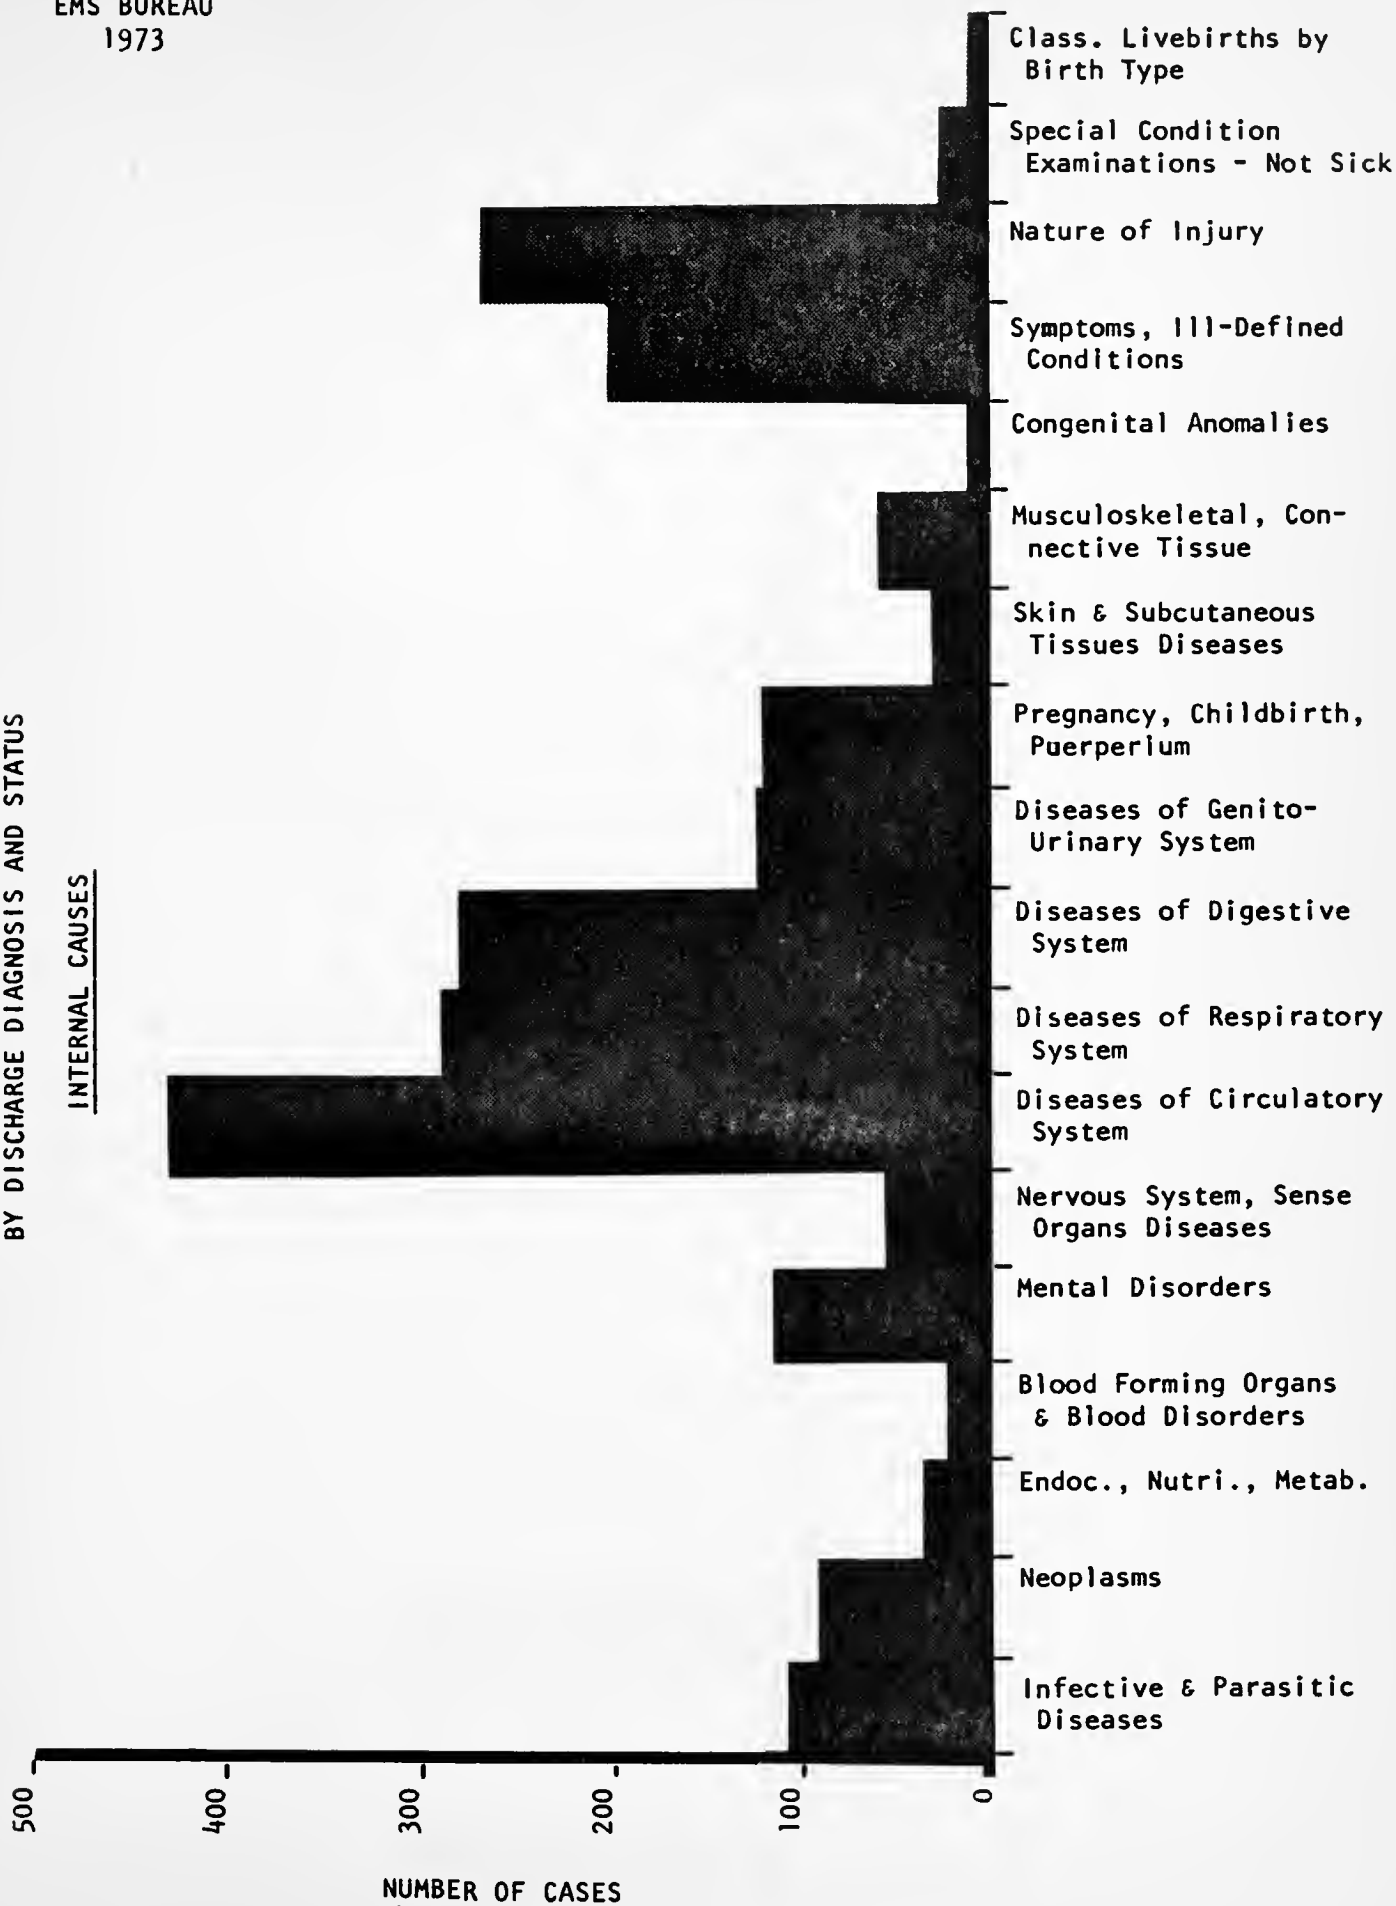 EMS BUREAU
1973
BY DISCHARGE DIAGNOSIS AND STATUS
INTERNAL CAUSES
Class. Livebirths by
Birth Type
Special Condition
Examinations - Not Sick
Nature of Injury
Symptoms, Ill-Defined
Conditions
Congenital Anomalies
Musculoskeletal, Con-
nective Tissue
Skin & Subcutaneous
Tissues Diseases
Pregnancy, Childbirth,
Puerperium
Diseases of Genito-
Urinary System
Diseases of Digestive
System
Diseases of Respiratory
System
Diseases of Circulatory
System
Nervous System, Sense
Organs Diseases
Mental Disorders
Blood Forming Organs
& Blood Disorders
Endoc., Nutri., Metab.
Neoplasms
Infective & Parasitic
Diseases
500
400
300
200
100
0
NUMBER OF CASES